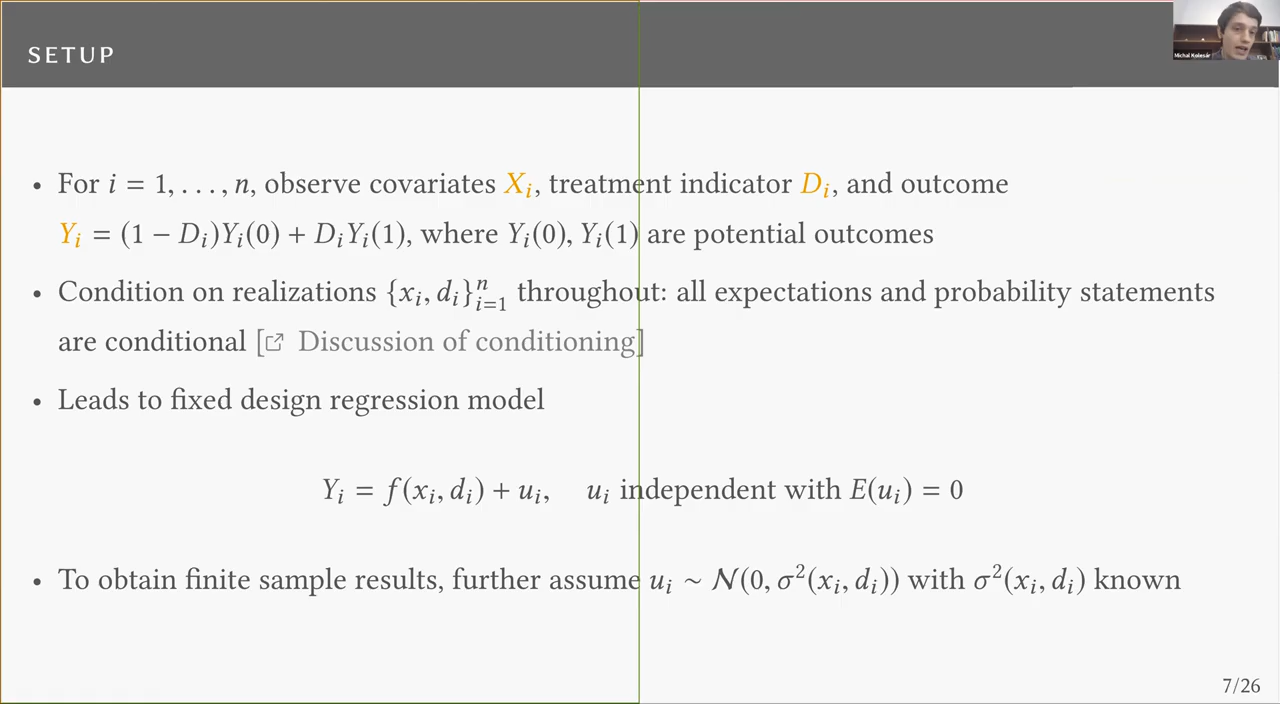 SETUP
Michal Kolesár
• For i = 1, . . . , n, observe covariates Xᵢ, treatment indicator Dᵢ, and outcome
Yᵢ = (1 − Dᵢ)Yᵢ(0) + DᵢYᵢ(1), where Yᵢ(0), Yᵢ(1) are potential outcomes
• Condition on realizations {xᵢ, dᵢ}ⁿᵢ₌₁ throughout: all expectations and probability statements
are conditional [ Discussion of conditioning]
• Leads to fixed design regression model
Yᵢ = f(xᵢ, dᵢ) + uᵢ, uᵢ independent with E(uᵢ) = 0
• To obtain finite sample results, further assume uᵢ ∼ 𝒩(0, σ²(xᵢ, dᵢ)) with σ²(xᵢ, dᵢ) known
7/26